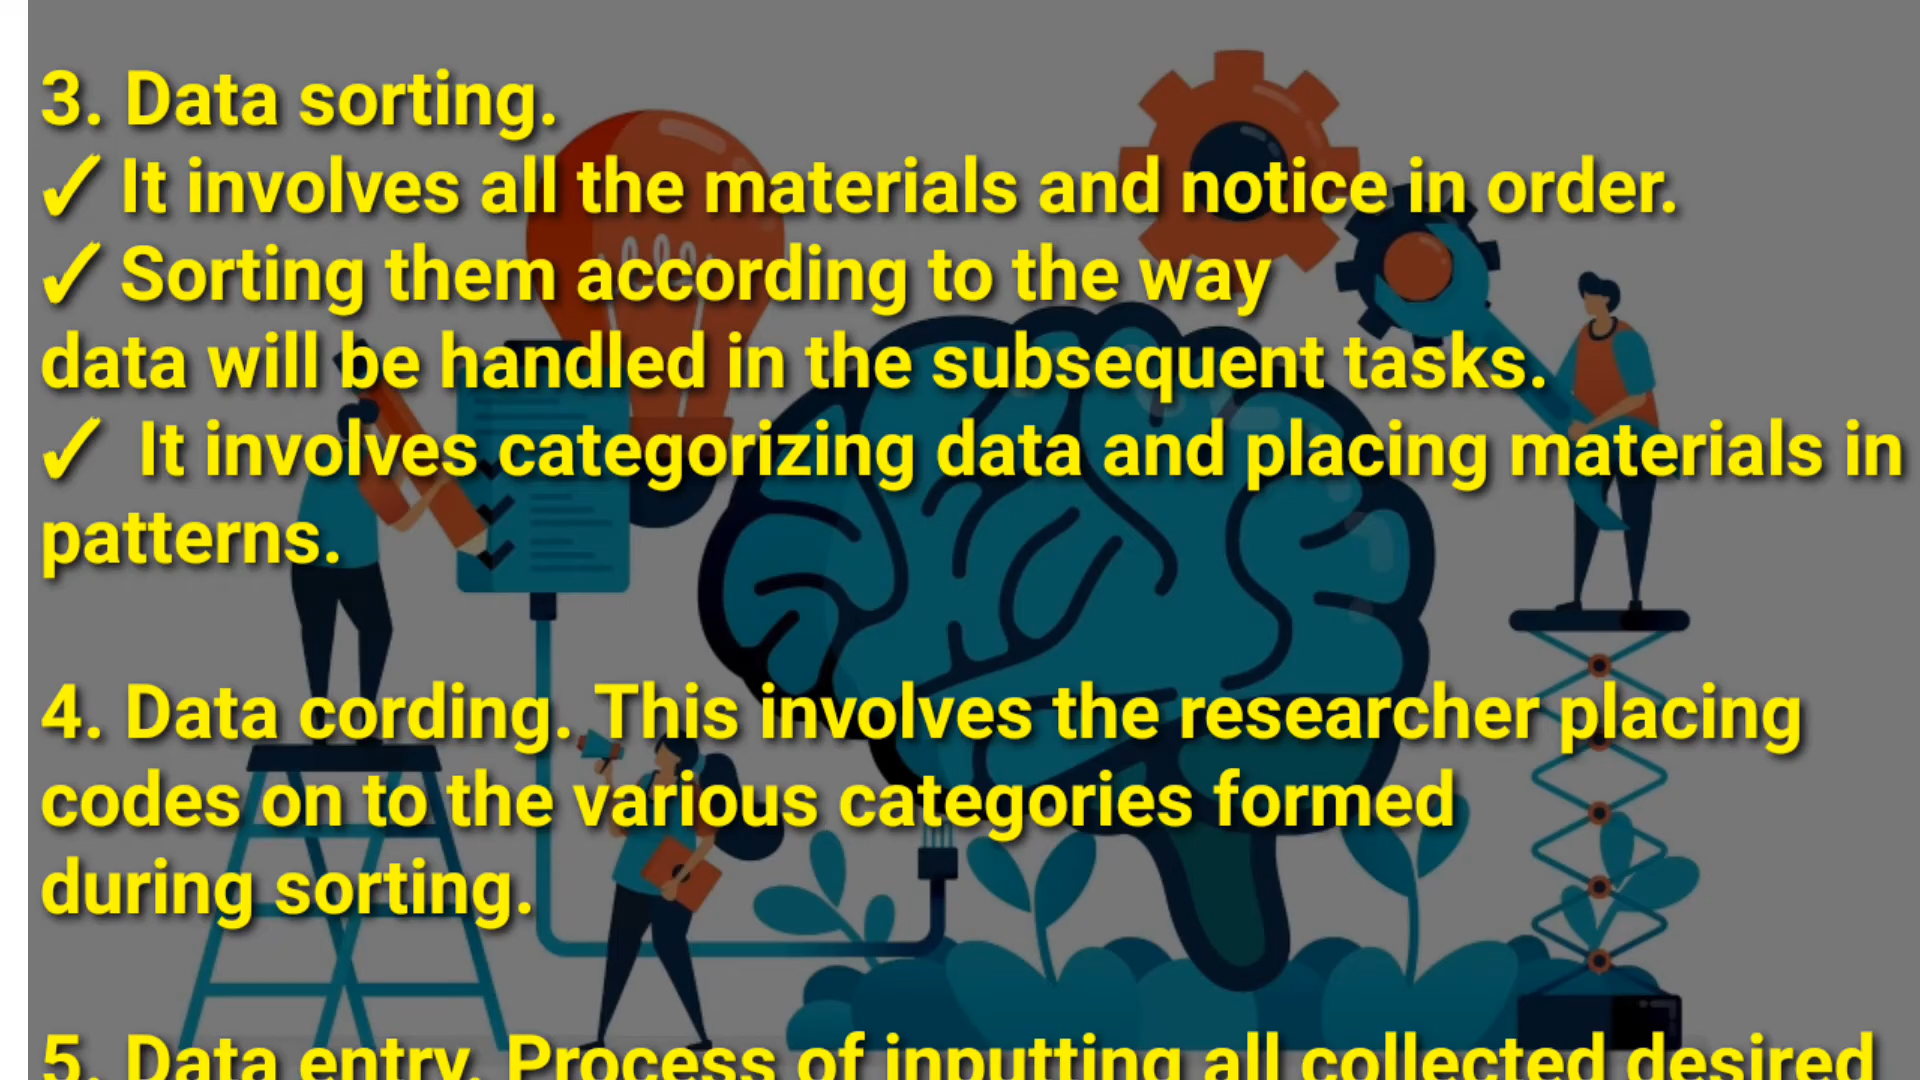 3. Data sorting.
✓ It involves all the materials and notice in order.
✓ Sorting them according to the way
data will be handled in the subsequent tasks.
✓ It involves categorizing data and placing materials in
patterns.
4. Data cording. This involves the researcher placing
codes on to the various categories formed
during sorting.
5. Data entry. Process of inputting all collected desired